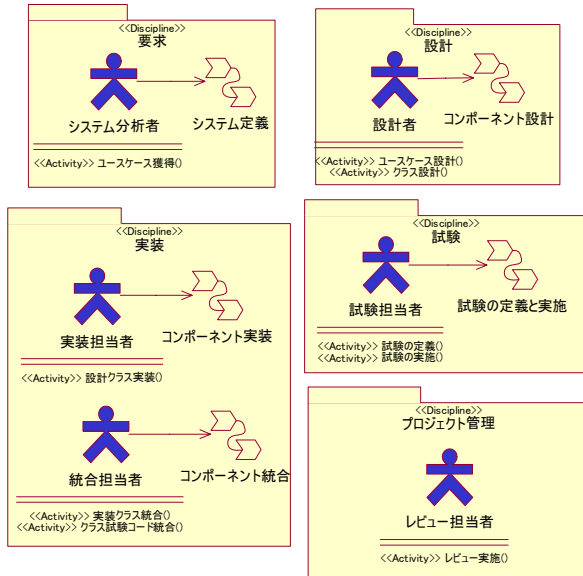 <<Discipline>>
要求
システム分析者
システム定義
<<Activity>> ユースケース獲得()
<<Discipline>>
設計
設計者
コンポーネント設計
<<Activity>> ユースケース設計()
<<Activity>> クラス設計()
<<Discipline>>
実装
実装担当者
コンポーネント実装
<<Activity>> 設計クラス実装()
統合担当者
コンポーネント統合
<<Activity>> 実装クラス統合()
<<Activity>> クラス試験コード統合()
<<Discipline>>
試験
試験担当者
試験の定義と実施
<<Activity>> 試験の定義()
<<Activity>> 試験の実施()
<<Discipline>>
プロジェクト管理
レビュー担当者
<<Activity>> レビュー実施()